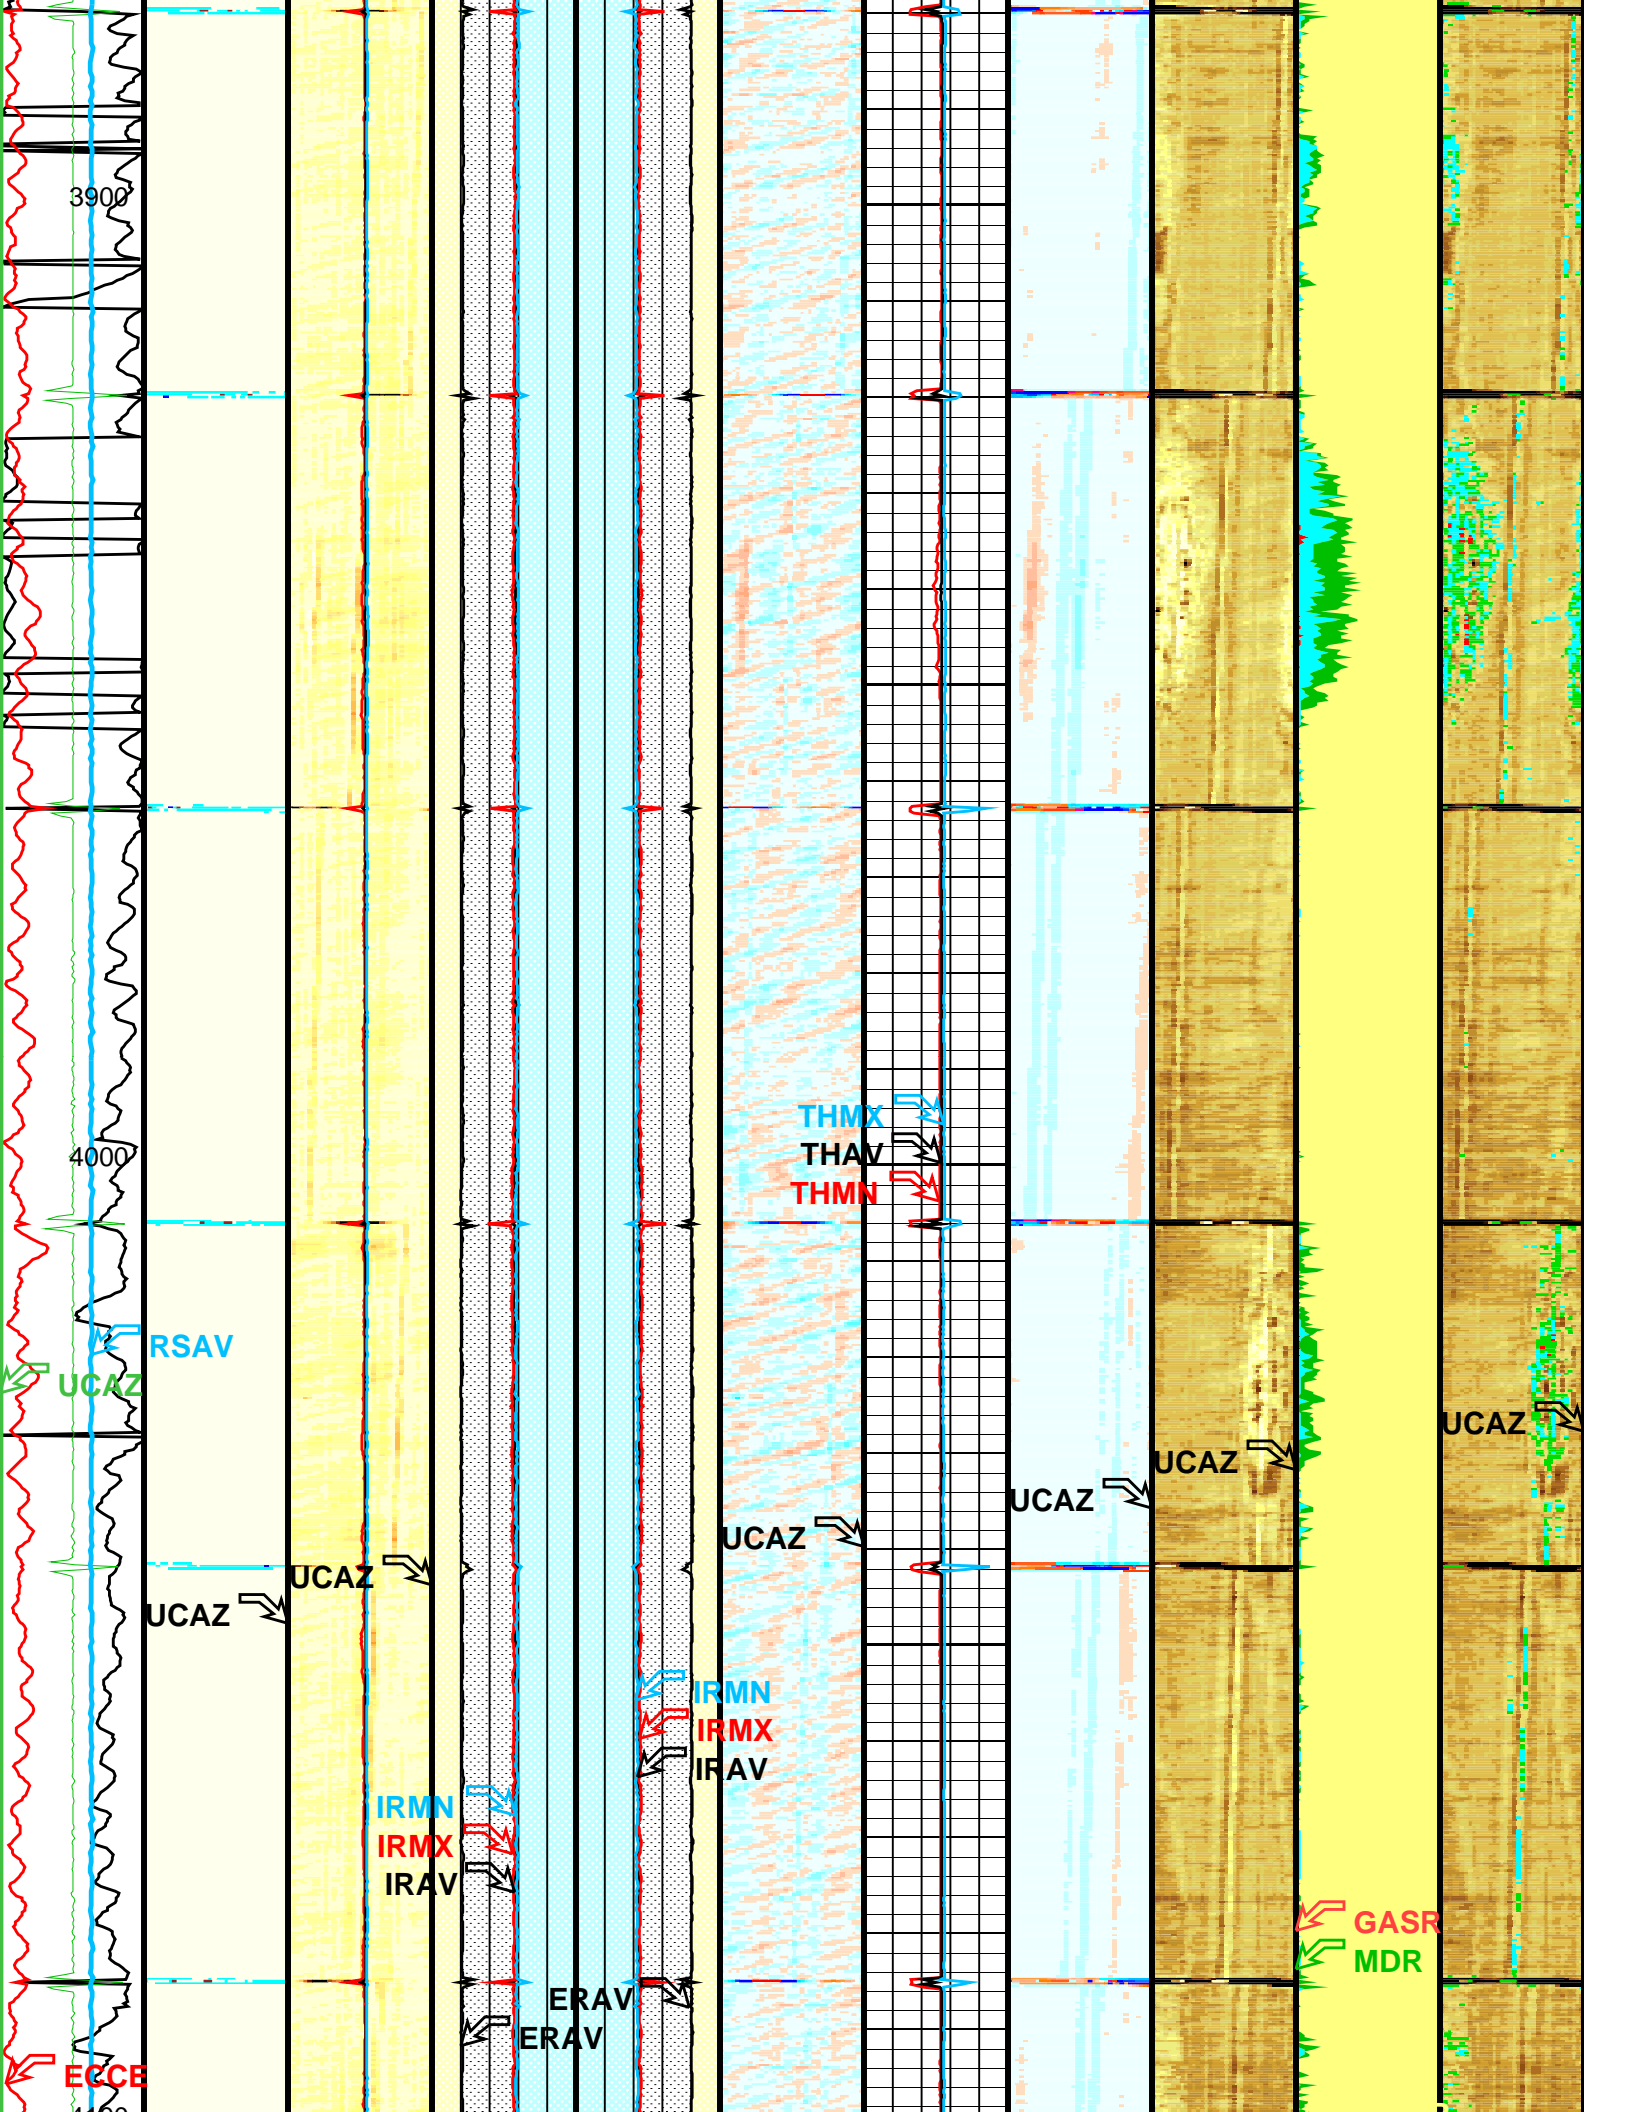 3900
THMX
THAV
4000
THMN
RSAV
UCAZ
UCAZ
UCAZ
UCAZ
UCAZ
UCAZ
UCAZ
IRMN
IRMX
IRAV
IRMN
IRMX
IRAV
GASR
MDR
ERAV
ERAV
ECCE